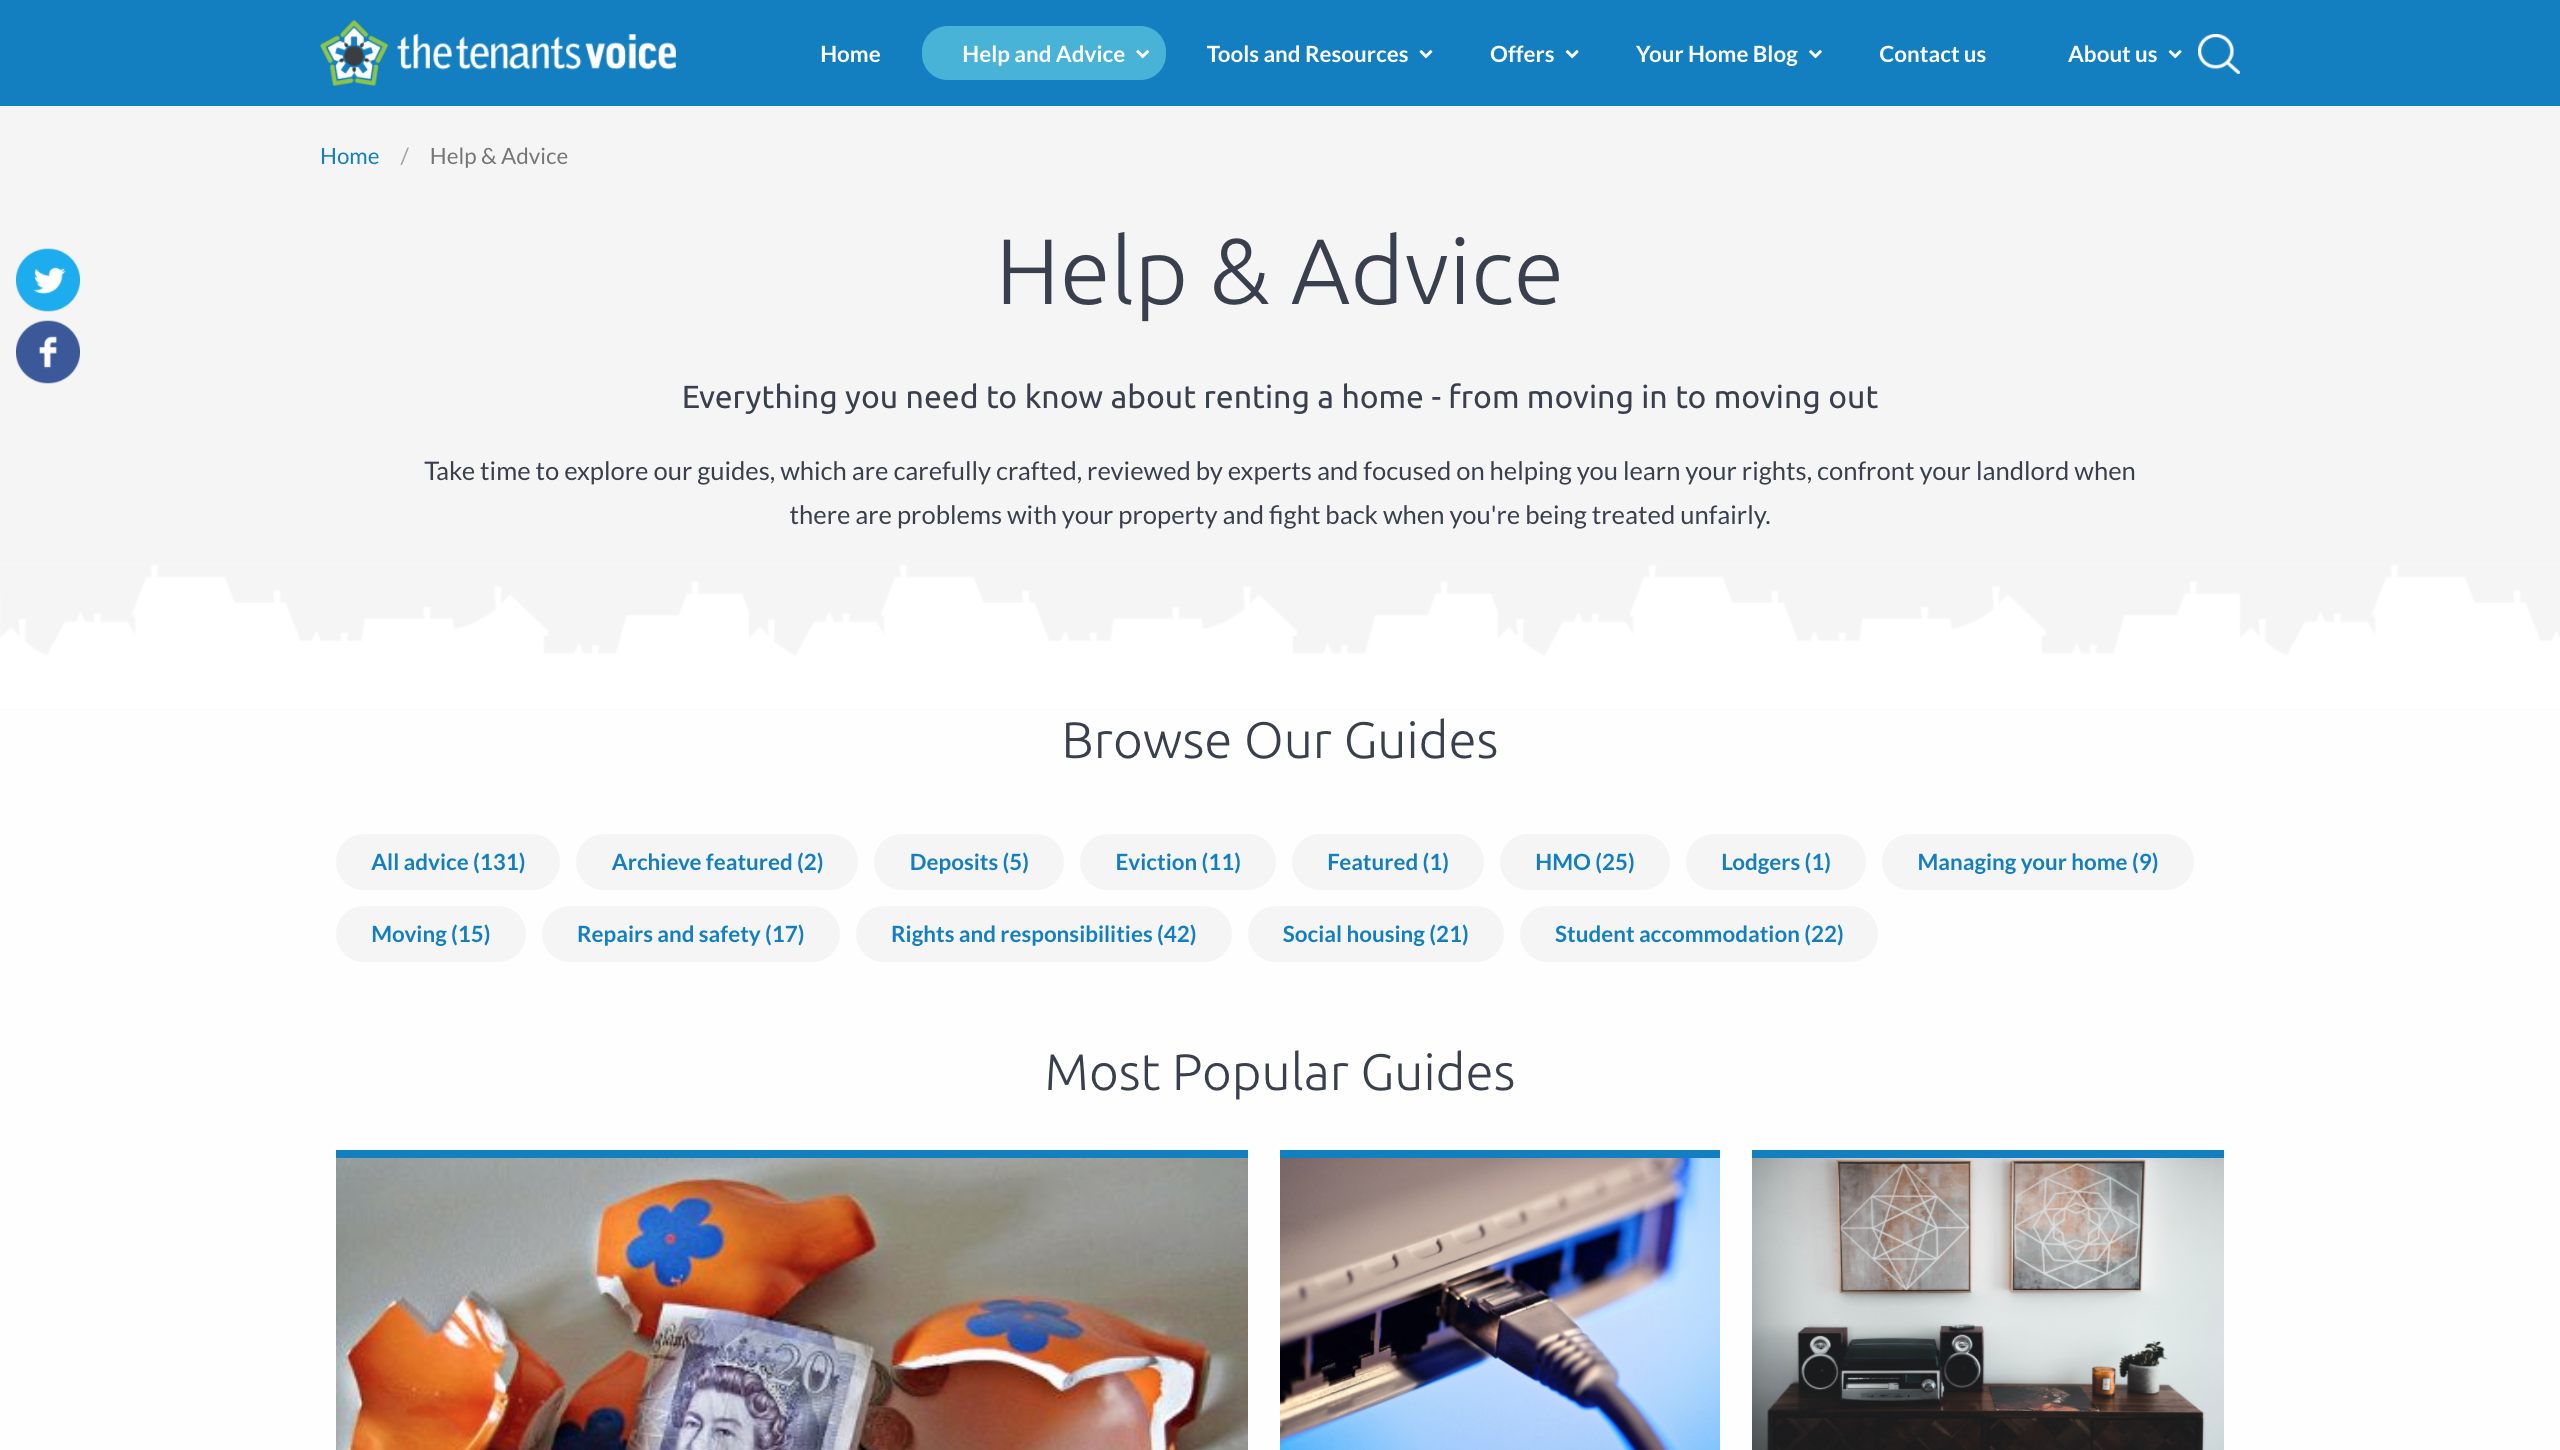 thetenantsvoice
Home
Help and Advice
Tools and Resources
Offers
Your Home Blog
Contact us
About us
Home / Help & Advice
Help & Advice
Everything you need to know about renting a home - from moving in to moving out
Take time to explore our guides, which are carefully crafted, reviewed by experts and focused on helping you learn your rights, confront your landlord when
there are problems with your property and fight back when you're being treated unfairly.
Browse Our Guides
All advice (131)
Archieve featured (2)
Deposits (5)
Eviction (11)
Featured (1)
HMO (25)
Lodgers (1)
Managing your home (9)
Moving (15)
Repairs and safety (17)
Rights and responsibilities (42)
Social housing (21)
Student accommodation (22)
Most Popular Guides
20